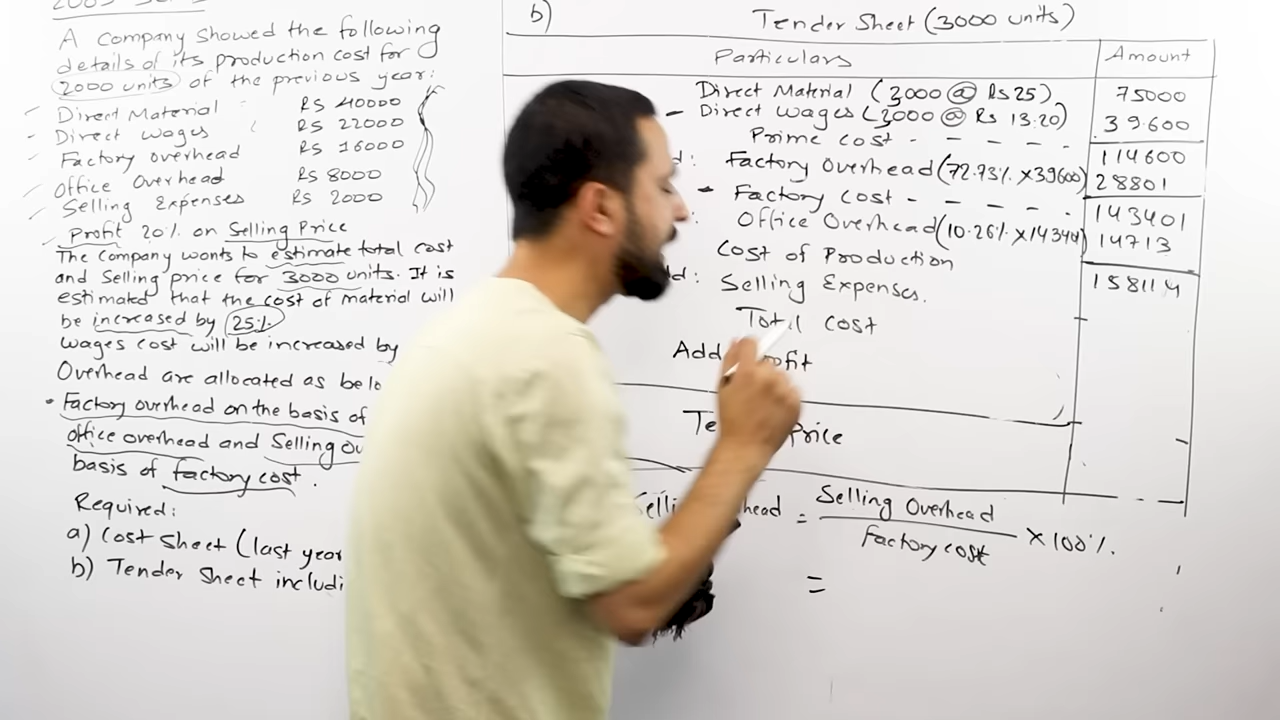 A company showed the following
details of its production cost for
2000 units of the previous year:
Direct Material Rs 40000
Direct wages Rs 22000
Factory overhead Rs 16000
Office Overhead Rs 8000
Selling Expenses Rs 2000
Profit 20% on Selling Price
The company wants to estimate total cost
and Selling price for 3000 units. It is
estimated that the cost of material will
be increased by 25%
wages cost will be increased by
Overhead are allocated as
Factory overhead on the basis of
office overhead and Selling
basis of factory cost.
Required:
a) Cost Sheet (last year
b) Tender Sheet
b) Tender Sheet (3000 units)
Particulars Amount
Direct Material (3000 @ Rs 25) 75000
Direct wages (3000 @ Rs 13.20) 39600
Prime cost - - - - - 114600
Factory Overhead (72.73% X 39600) 28801
Factory cost - - - - - 143401
Office Overhead (10.26% X 143401) 14713
Cost of Production 158114
Selling Expenses.
Total cost
Add
Price
= Selling Overhead / Factory cost X 100%.
=